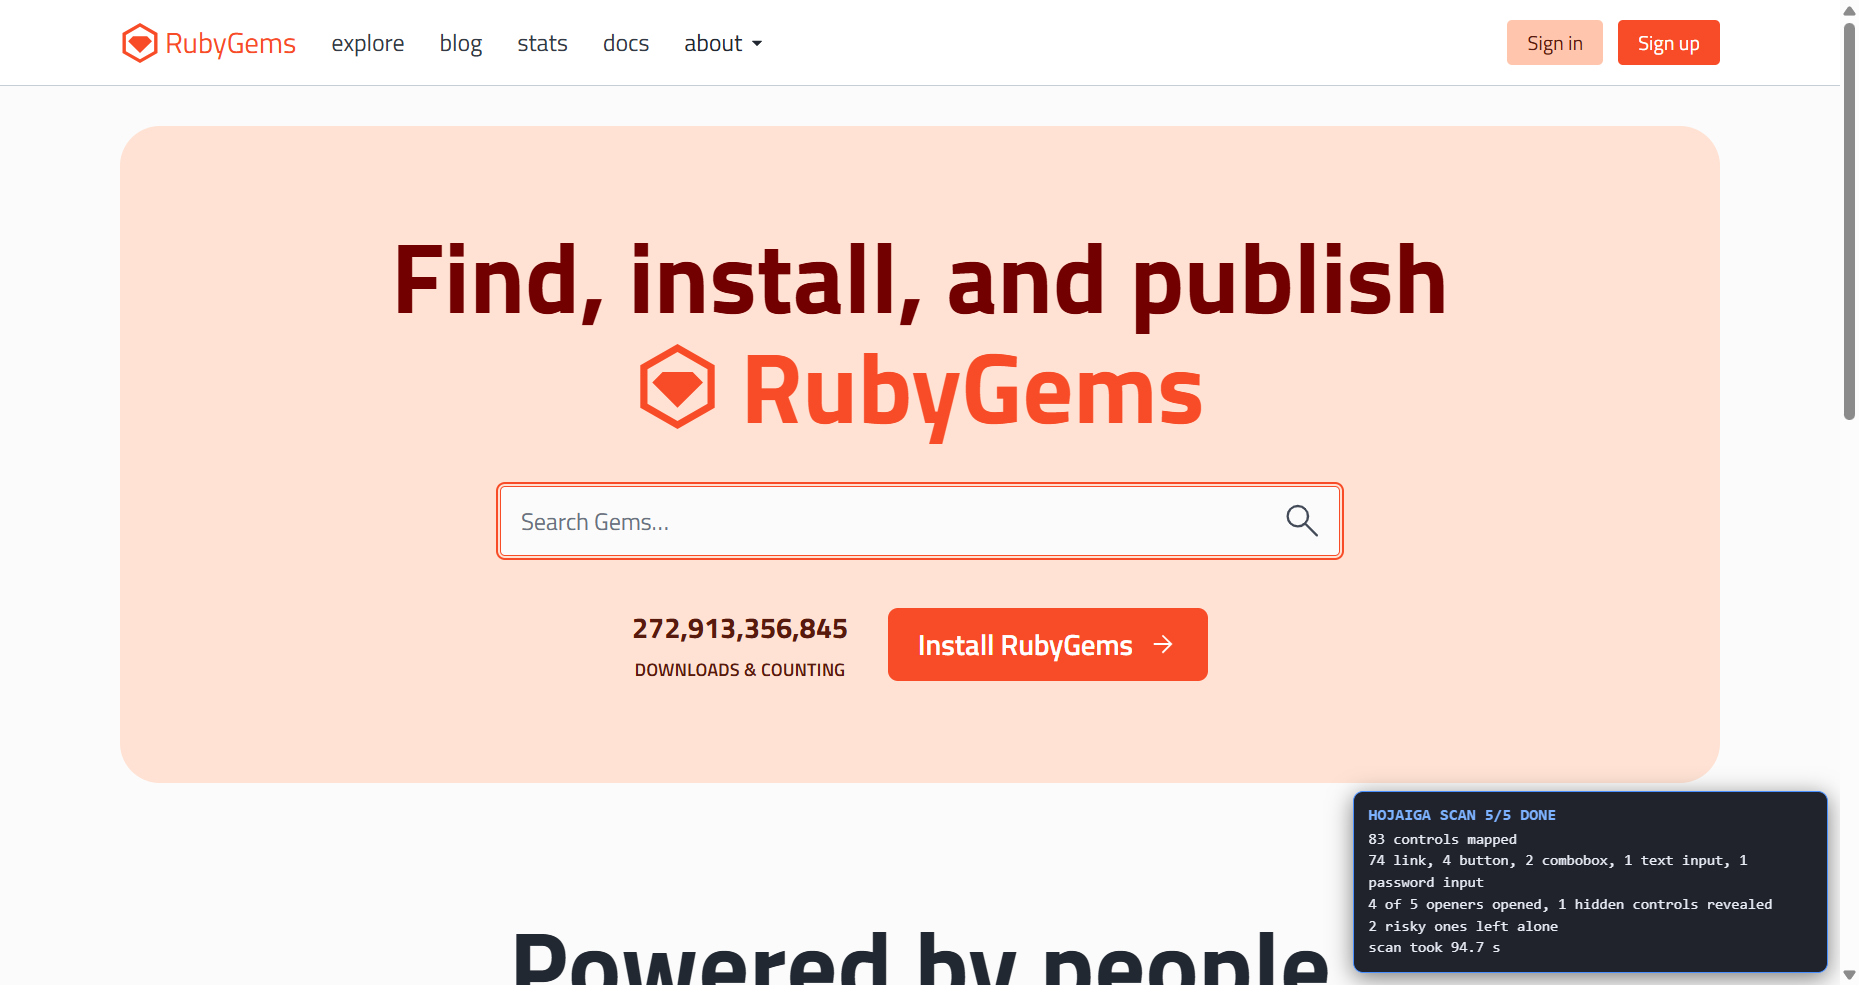 RubyGems explore blog stats docs about Sign in Sign up
Find, install, and publish
RubyGems
Search Gems...
272,913,356,845
DOWNLOADS & COUNTING
Install RubyGems
Powered by people
HOJAIGA SCAN 5/5 DONE
83 controls mapped
74 link, 4 button, 2 combobox, 1 text input, 1
password input
4 of 5 openers opened, 1 hidden controls revealed
2 risky ones left alone
scan took 94.7 s